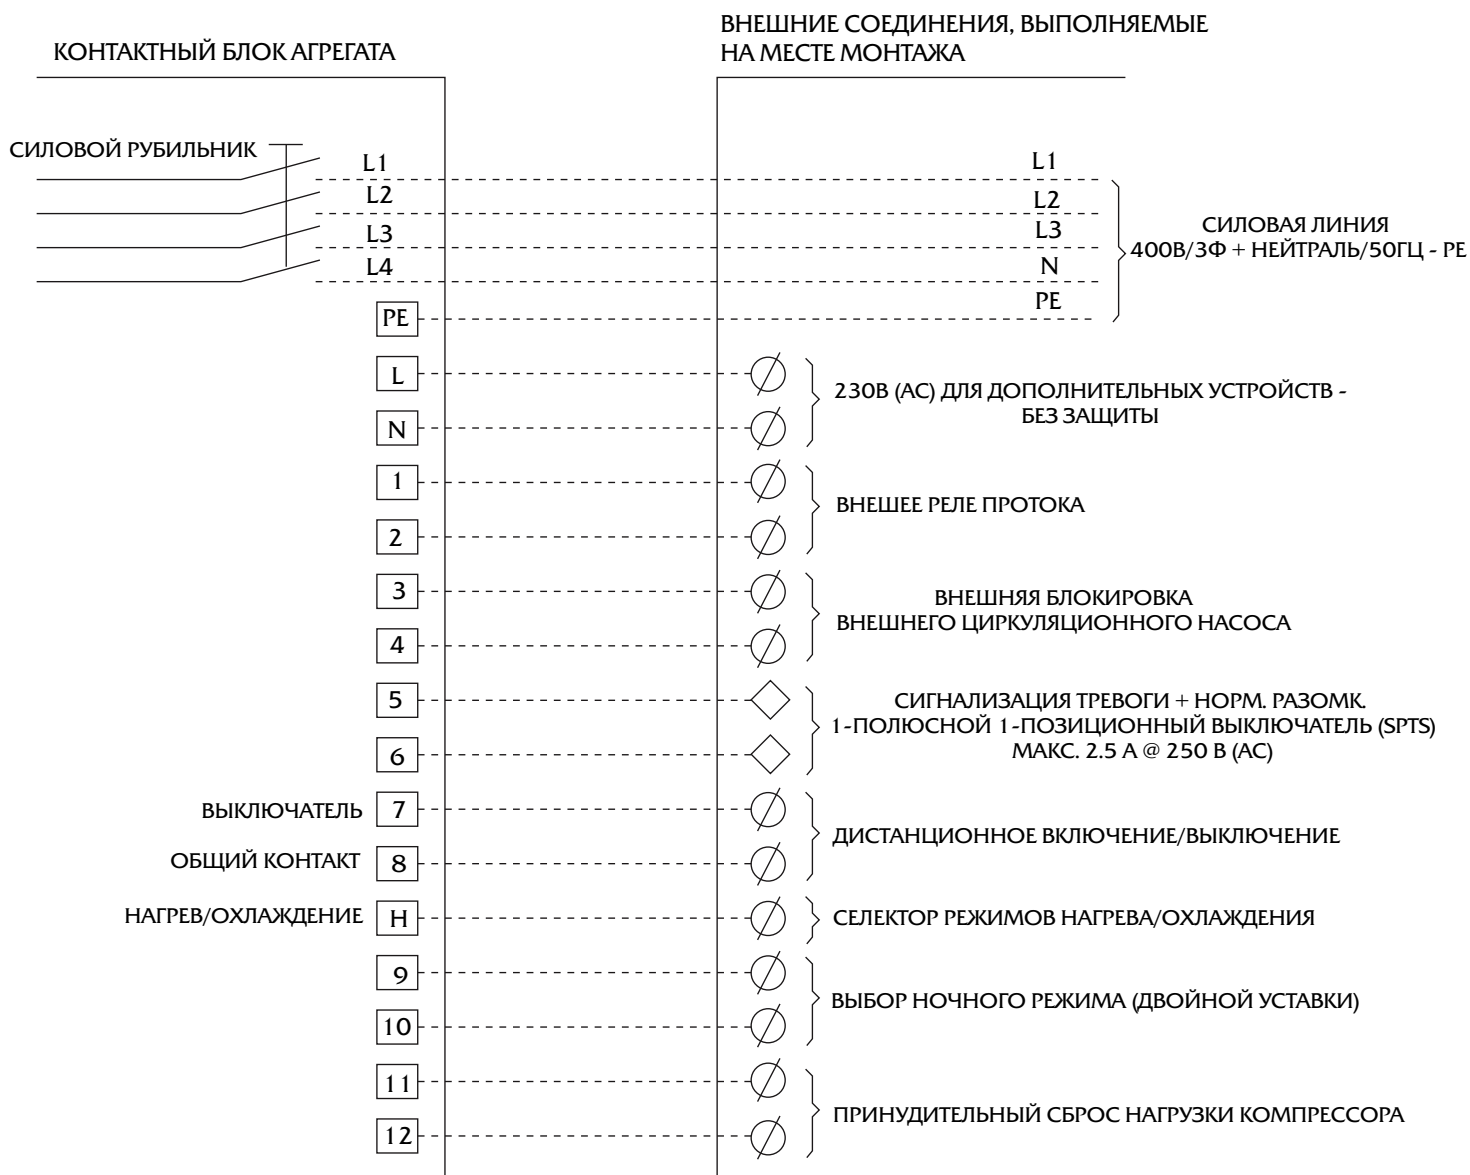 ВНЕШНИЕ СОЕДИНЕНИЯ, ВЫПОЛНЯЕМЫЕ
НА МЕСТЕ МОНТАЖА
КОНТАКТНЫЙ БЛОК АГРЕГАТА
СИЛОВОЙ РУБИЛЬНИК
L1
L1
L2
L2
L3
L3
L4
N
PE
PE
СИЛОВАЯ ЛИНИЯ
400В/3Ф + НЕЙТРАЛЬ/50ГЦ - PE
L
N
230В (АС) ДЛЯ ДОПОЛНИТЕЛЬНЫХ УСТРОЙСТВ -
БЕЗ ЗАЩИТЫ
1
2
ВНЕШЕЕ РЕЛЕ ПРОТОКА
3
4
ВНЕШНЯЯ БЛОКИРОВКА
ВНЕШНЕГО ЦИРКУЛЯЦИОННОГО НАСОСА
5
6
СИГНАЛИЗАЦИЯ ТРЕВОГИ + НОРМ. РАЗОМК.
1-ПОЛЮСНОЙ 1-ПОЗИЦИОННЫЙ ВЫКЛЮЧАТЕЛЬ (SPTS)
МАКС. 2.5 А @ 250 В (АС)
ВЫКЛЮЧАТЕЛЬ 7
ОБЩИЙ КОНТАКТ 8
ДИСТАНЦИОННОЕ ВКЛЮЧЕНИЕ/ВЫКЛЮЧЕНИЕ
НАГРЕВ/ОХЛАЖДЕНИЕ H
СЕЛЕКТОР РЕЖИМОВ НАГРЕВА/ОХЛАЖДЕНИЯ
9
10
ВЫБОР НОЧНОГО РЕЖИМА (ДВОЙНОЙ УСТАВКИ)
11
12
ПРИНУДИТЕЛЬНЫЙ СБРОС НАГРУЗКИ КОМПРЕССОРА